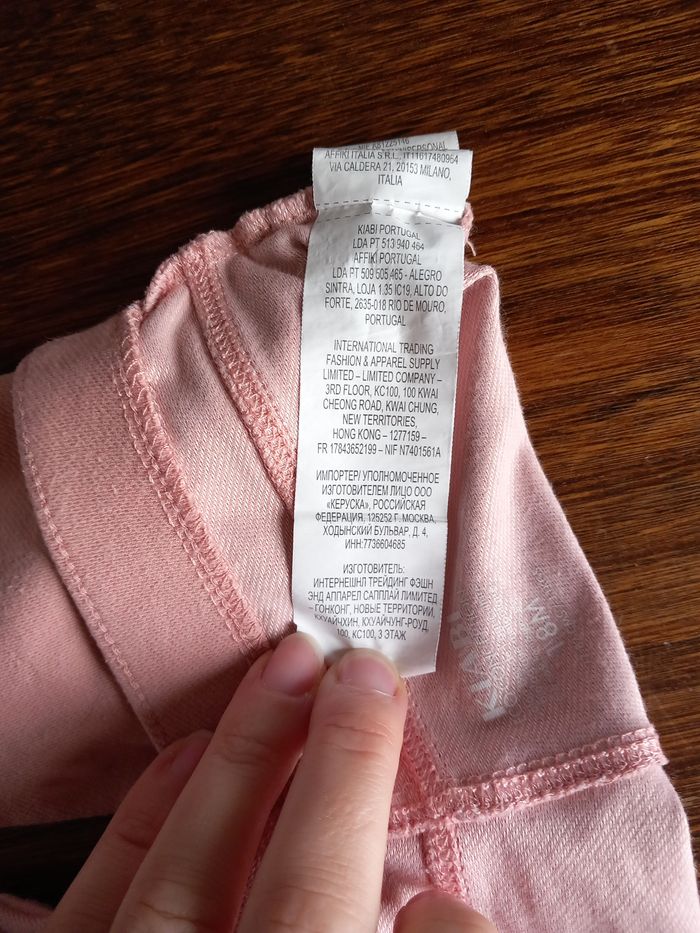 AFFIKI ITALIA S.R.L., IT11617480964
VIA CALDERA 21, 20153 MILANO,
ITALIA
KIABI PORTUGAL
LDA PT 513 940 464
AFFIKI PORTUGAL
LDA PT 509 505 465 - ALEGRO
SINTRA, LOJA 1.35 IC19, ALTO DO
FORTE, 2635-018 RIO DE MOURO,
PORTUGAL
INTERNATIONAL TRADING
FASHION & APPAREL SUPPLY
LIMITED – LIMITED COMPANY –
3RD FLOOR, KC100, 100 KWAI
CHEONG ROAD, KWAI CHUNG,
NEW TERRITORIES,
HONG KONG – 1277159 –
FR 17843652199 – NIF N7401561A
ИМПОРТЕР/ УПОЛНОМОЧЕННОЕ
ИЗГОТОВИТЕЛЕМ ЛИЦО ООО
«КЕРУСКА», РОССИЙСКАЯ
ФЕДЕРАЦИЯ, 125252 Г. МОСКВА,
ХОДЫНСКИЙ БУЛЬВАР, Д. 4,
ИНН:7736604685
ИЗГОТОВИТЕЛЬ:
ИНТЕРНЕШНЛ ТРЕЙДИНГ ФЭШН
ЭНД АППАРЕЛ САППЛАЙ ЛИМИТЕД
– ГОНКОНГ, НОВЫЕ ТЕРРИТОРИИ,
КХУАЙЧХИН, КХУАЙЧУНГ-РОУД,
100, КС100, 3 ЭТАЖ
KIABI
18M